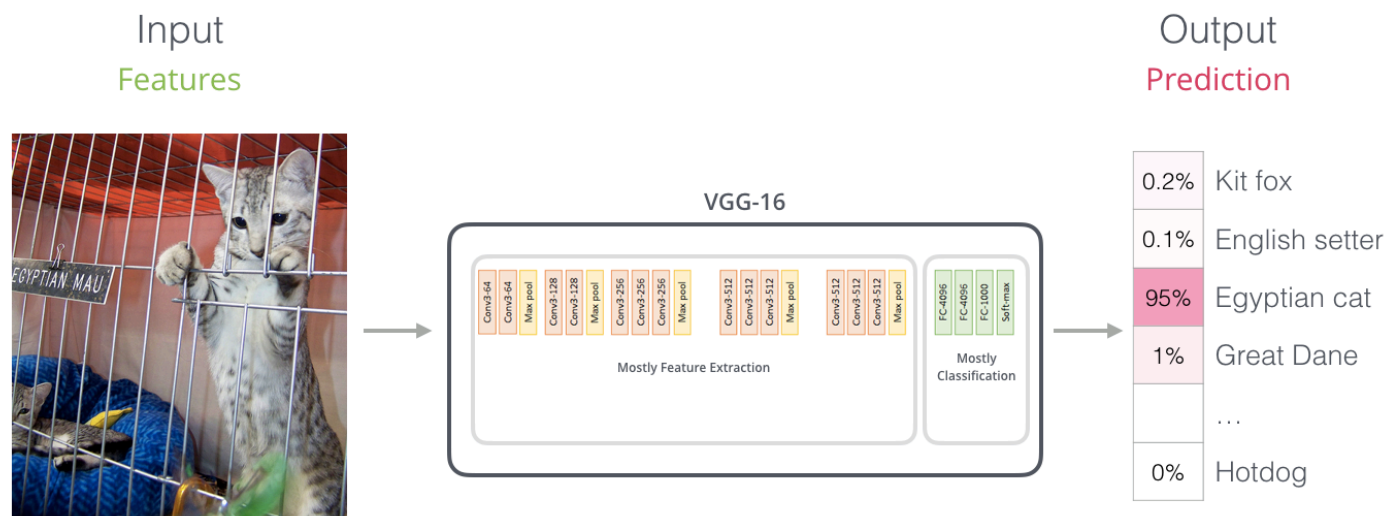 Input
Features
Output
Prediction
EGYPTIAN MAU
VGG-16
Conv3-64
Conv3-64
Max pool
Conv3-128
Conv3-128
Max pool
Conv3-256
Conv3-256
Conv3-256
Max pool
Conv3-512
Conv3-512
Conv3-512
Max pool
Conv3-512
Conv3-512
Conv3-512
Max pool
Mostly Feature Extraction
FC-4096
FC-4096
FC-1000
Soft-max
Mostly
Classification
0.2% Kit fox
0.1% English setter
95% Egyptian cat
1% Great Dane
...
0% Hotdog